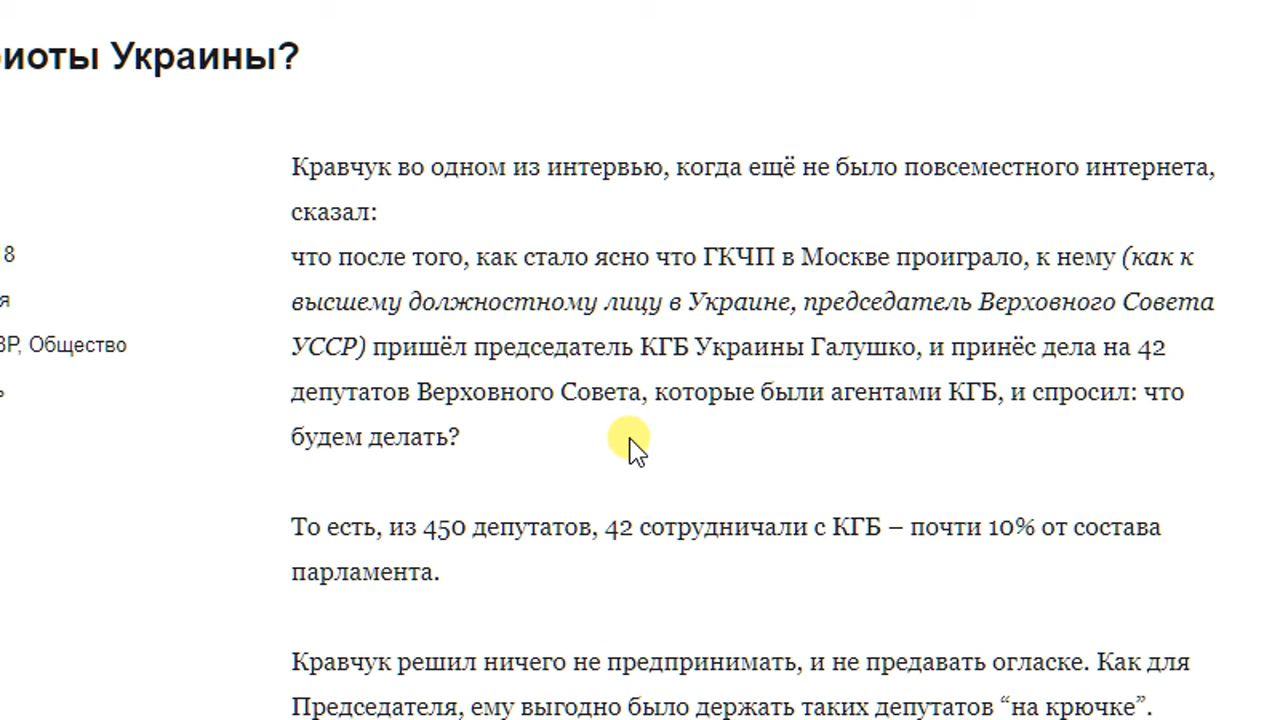 риоты Украины?
Кравчук во одном из интервью, когда ещё не было повсеместного интернета,
сказал:
8
что после того, как стало ясно что ГКЧП в Москве проиграло, к нему (как к
я
высшему должностному лицу в Украине, председатель Верховного Совета
ЗР, Общество
УССР) пришёл председатель КГБ Украины Галушко, и принёс дела на 42
ь
депутатов Верховного Совета, которые были агентами КГБ, и спросил: что
будем делать?
То есть, из 450 депутатов, 42 сотрудничали с КГБ – почти 10% от состава
парламента.
Кравчук решил ничего не предпринимать, и не предавать огласке. Как для
Председателя, ему выгодно было держать таких депутатов “на крючке”.